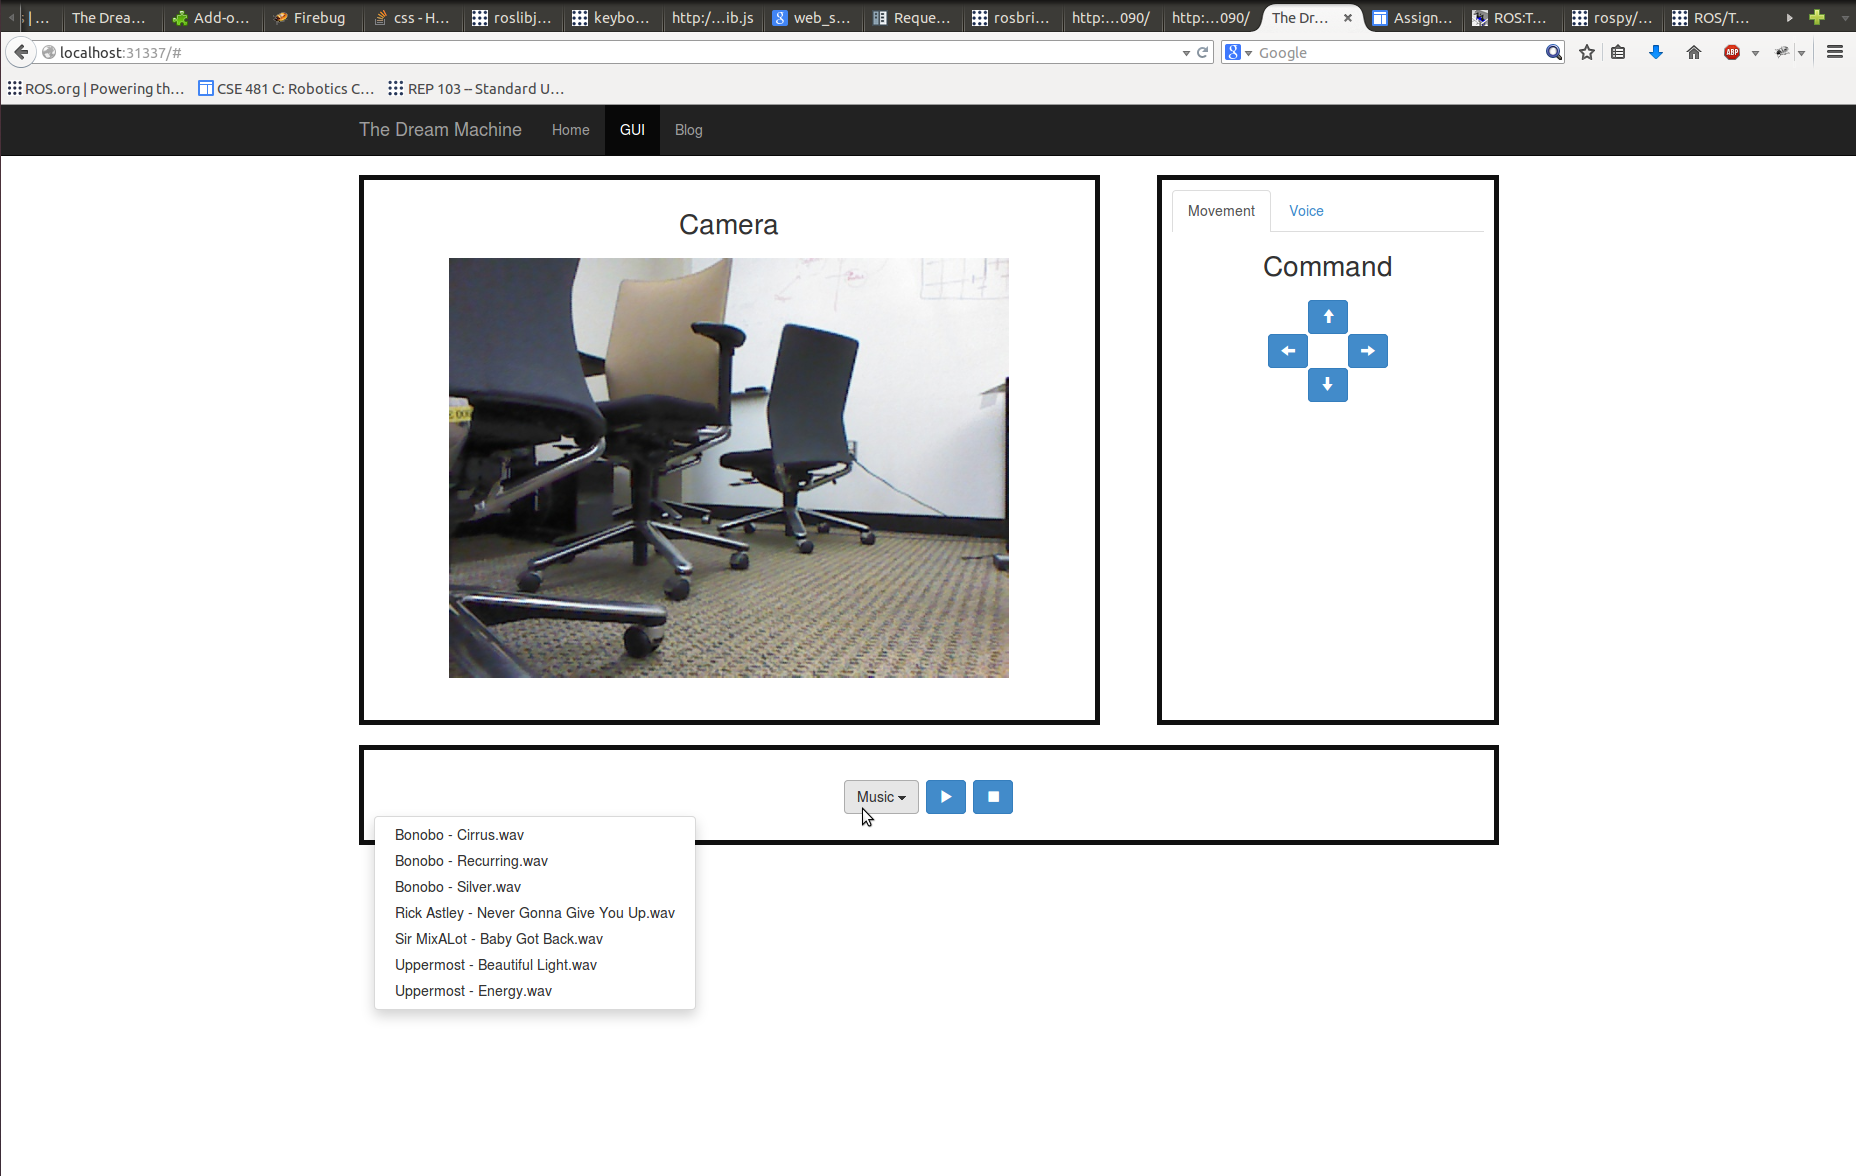 s | ... The Drea... Add-o... Firebug css - H... roslibj... keybo... http:/...ib.js web_s... Reque... rosbri... http:...090/ http:...090/ The Dr... Assign... ROS:T... rospy/... ROS/T...
localhost:31337/# Google
ROS.org | Powering th... CSE 481 C: Robotics C... REP 103 -- Standard U...
The Dream Machine Home GUI Blog
Camera
Movement Voice
Command
Music
Bonobo - Cirrus.wav
Bonobo - Recurring.wav
Bonobo - Silver.wav
Rick Astley - Never Gonna Give You Up.wav
Sir MixALot - Baby Got Back.wav
Uppermost - Beautiful Light.wav
Uppermost - Energy.wav